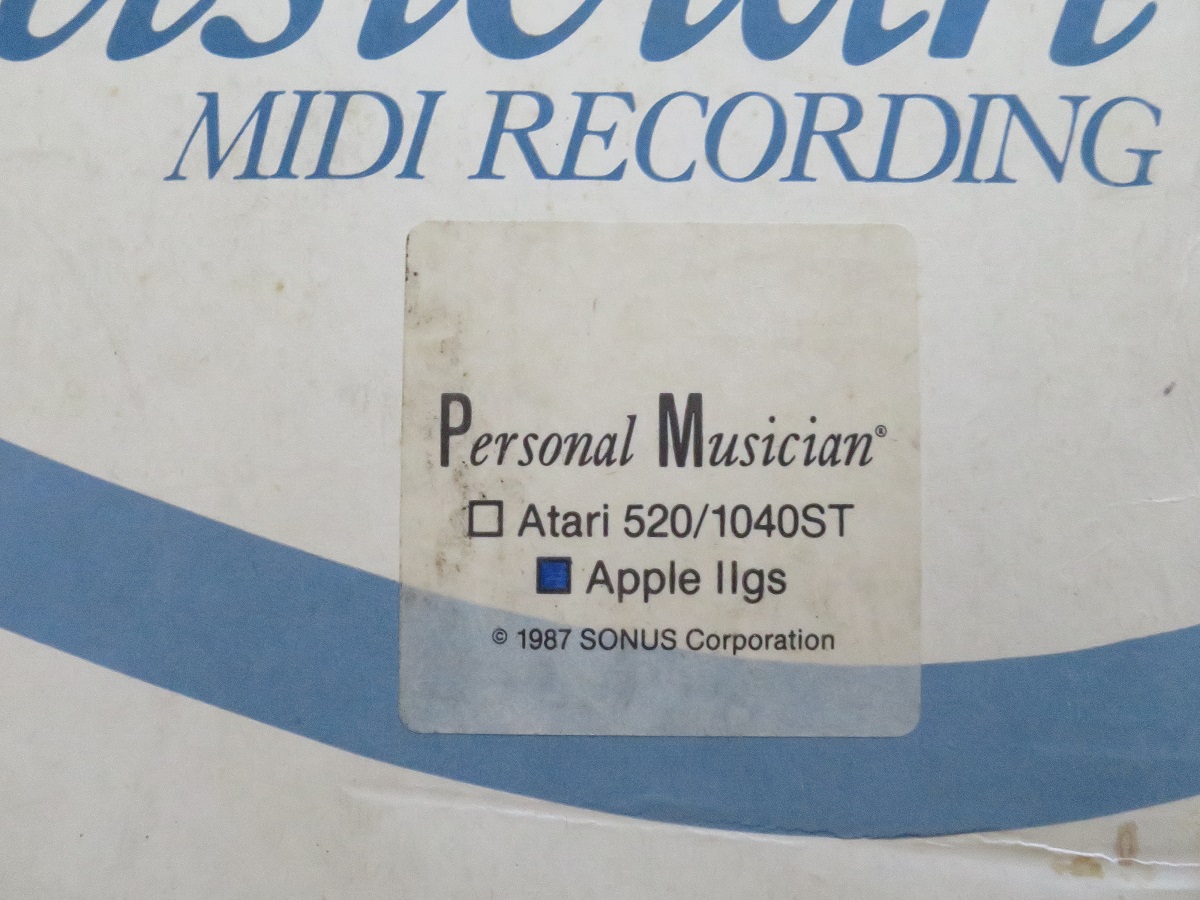 MIDI RECORDING
Personal Musician®
Atari 520/1040ST
Apple IIgs
© 1987 SONUS Corporation